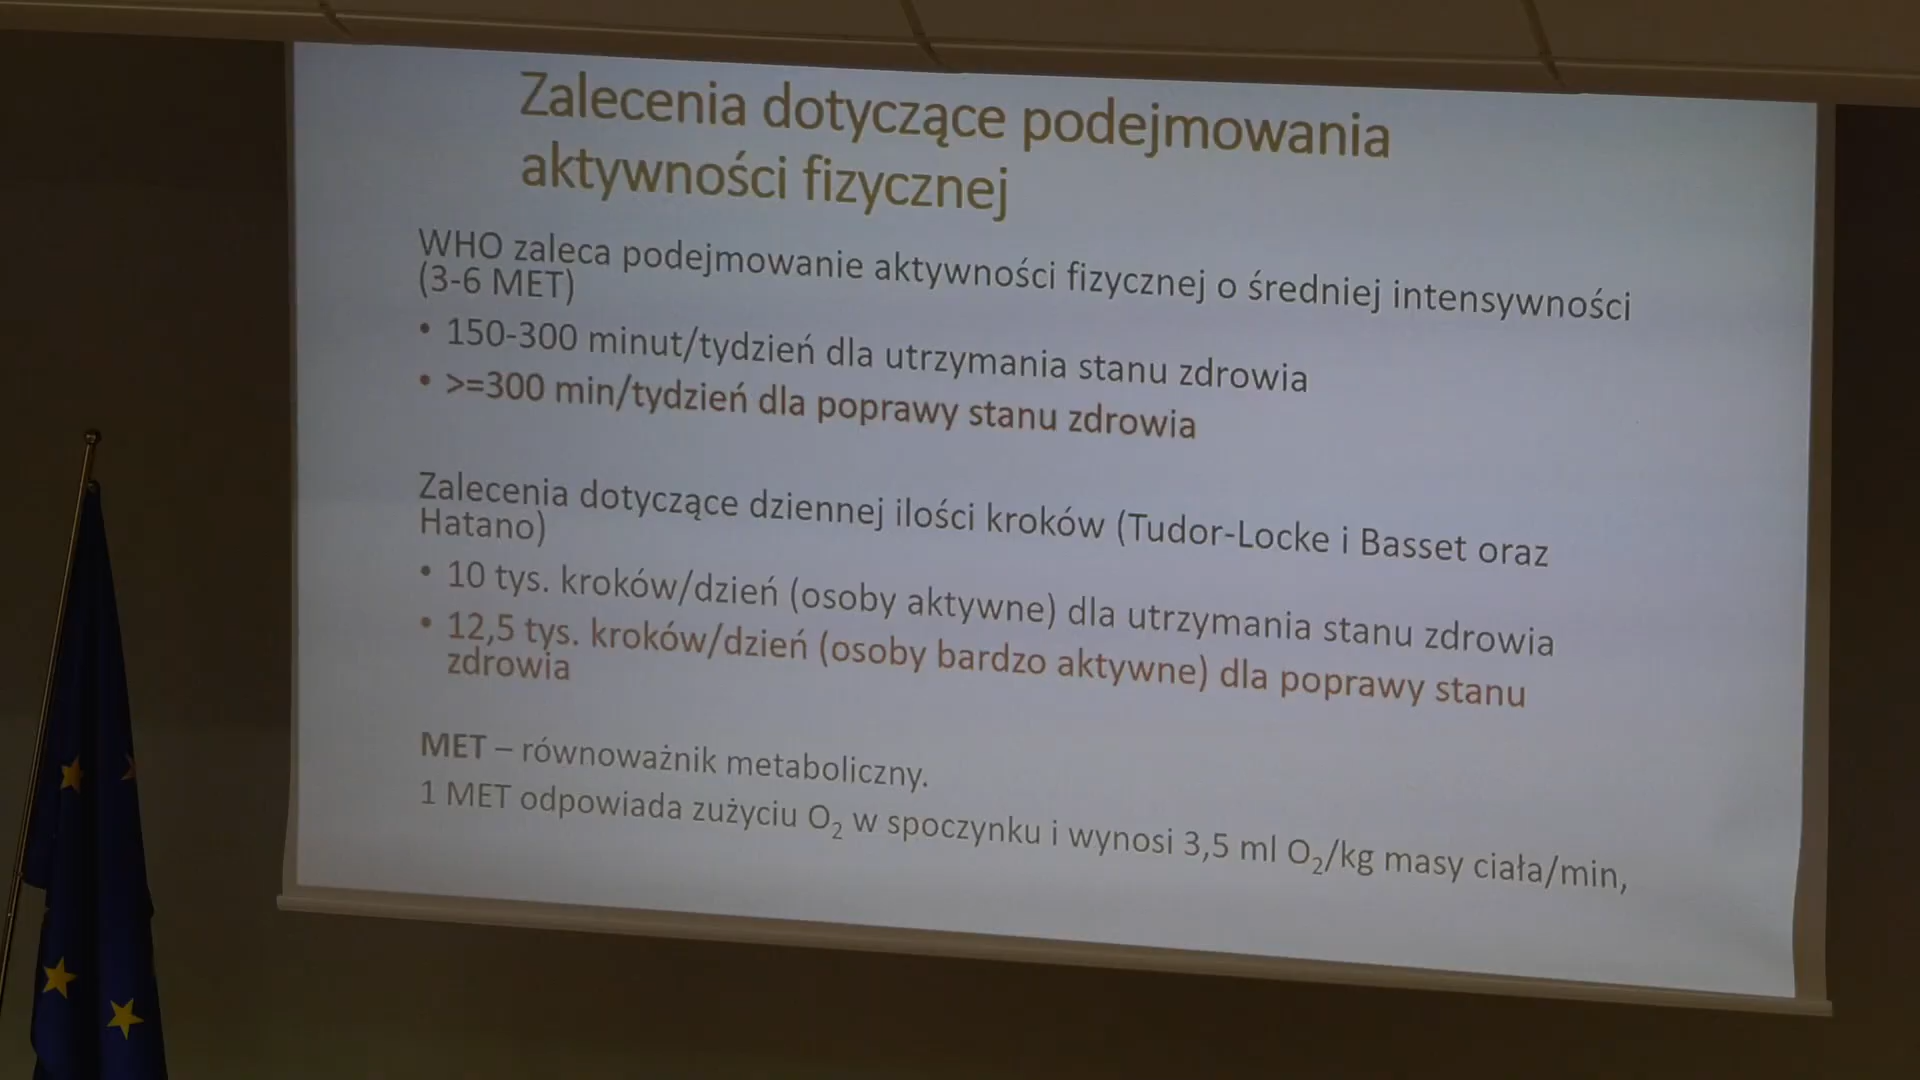 Zalecenia dotyczące podejmowania
aktywności fizycznej
WHO zaleca podejmowanie aktywności fizycznej o średniej intensywności
(3-6 MET)
• 150-300 minut/tydzień dla utrzymania stanu zdrowia
• >=300 min/tydzień dla poprawy stanu zdrowia
Zalecenia dotyczące dziennej ilości kroków (Tudor-Locke i Basset oraz
Hatano)
• 10 tys. kroków/dzień (osoby aktywne) dla utrzymania stanu zdrowia
• 12,5 tys. kroków/dzień (osoby bardzo aktywne) dla poprawy stanu
zdrowia
MET – równoważnik metaboliczny.
1 MET odpowiada zużyciu O₂ w spoczynku i wynosi 3,5 ml O₂/kg masy ciała/min,